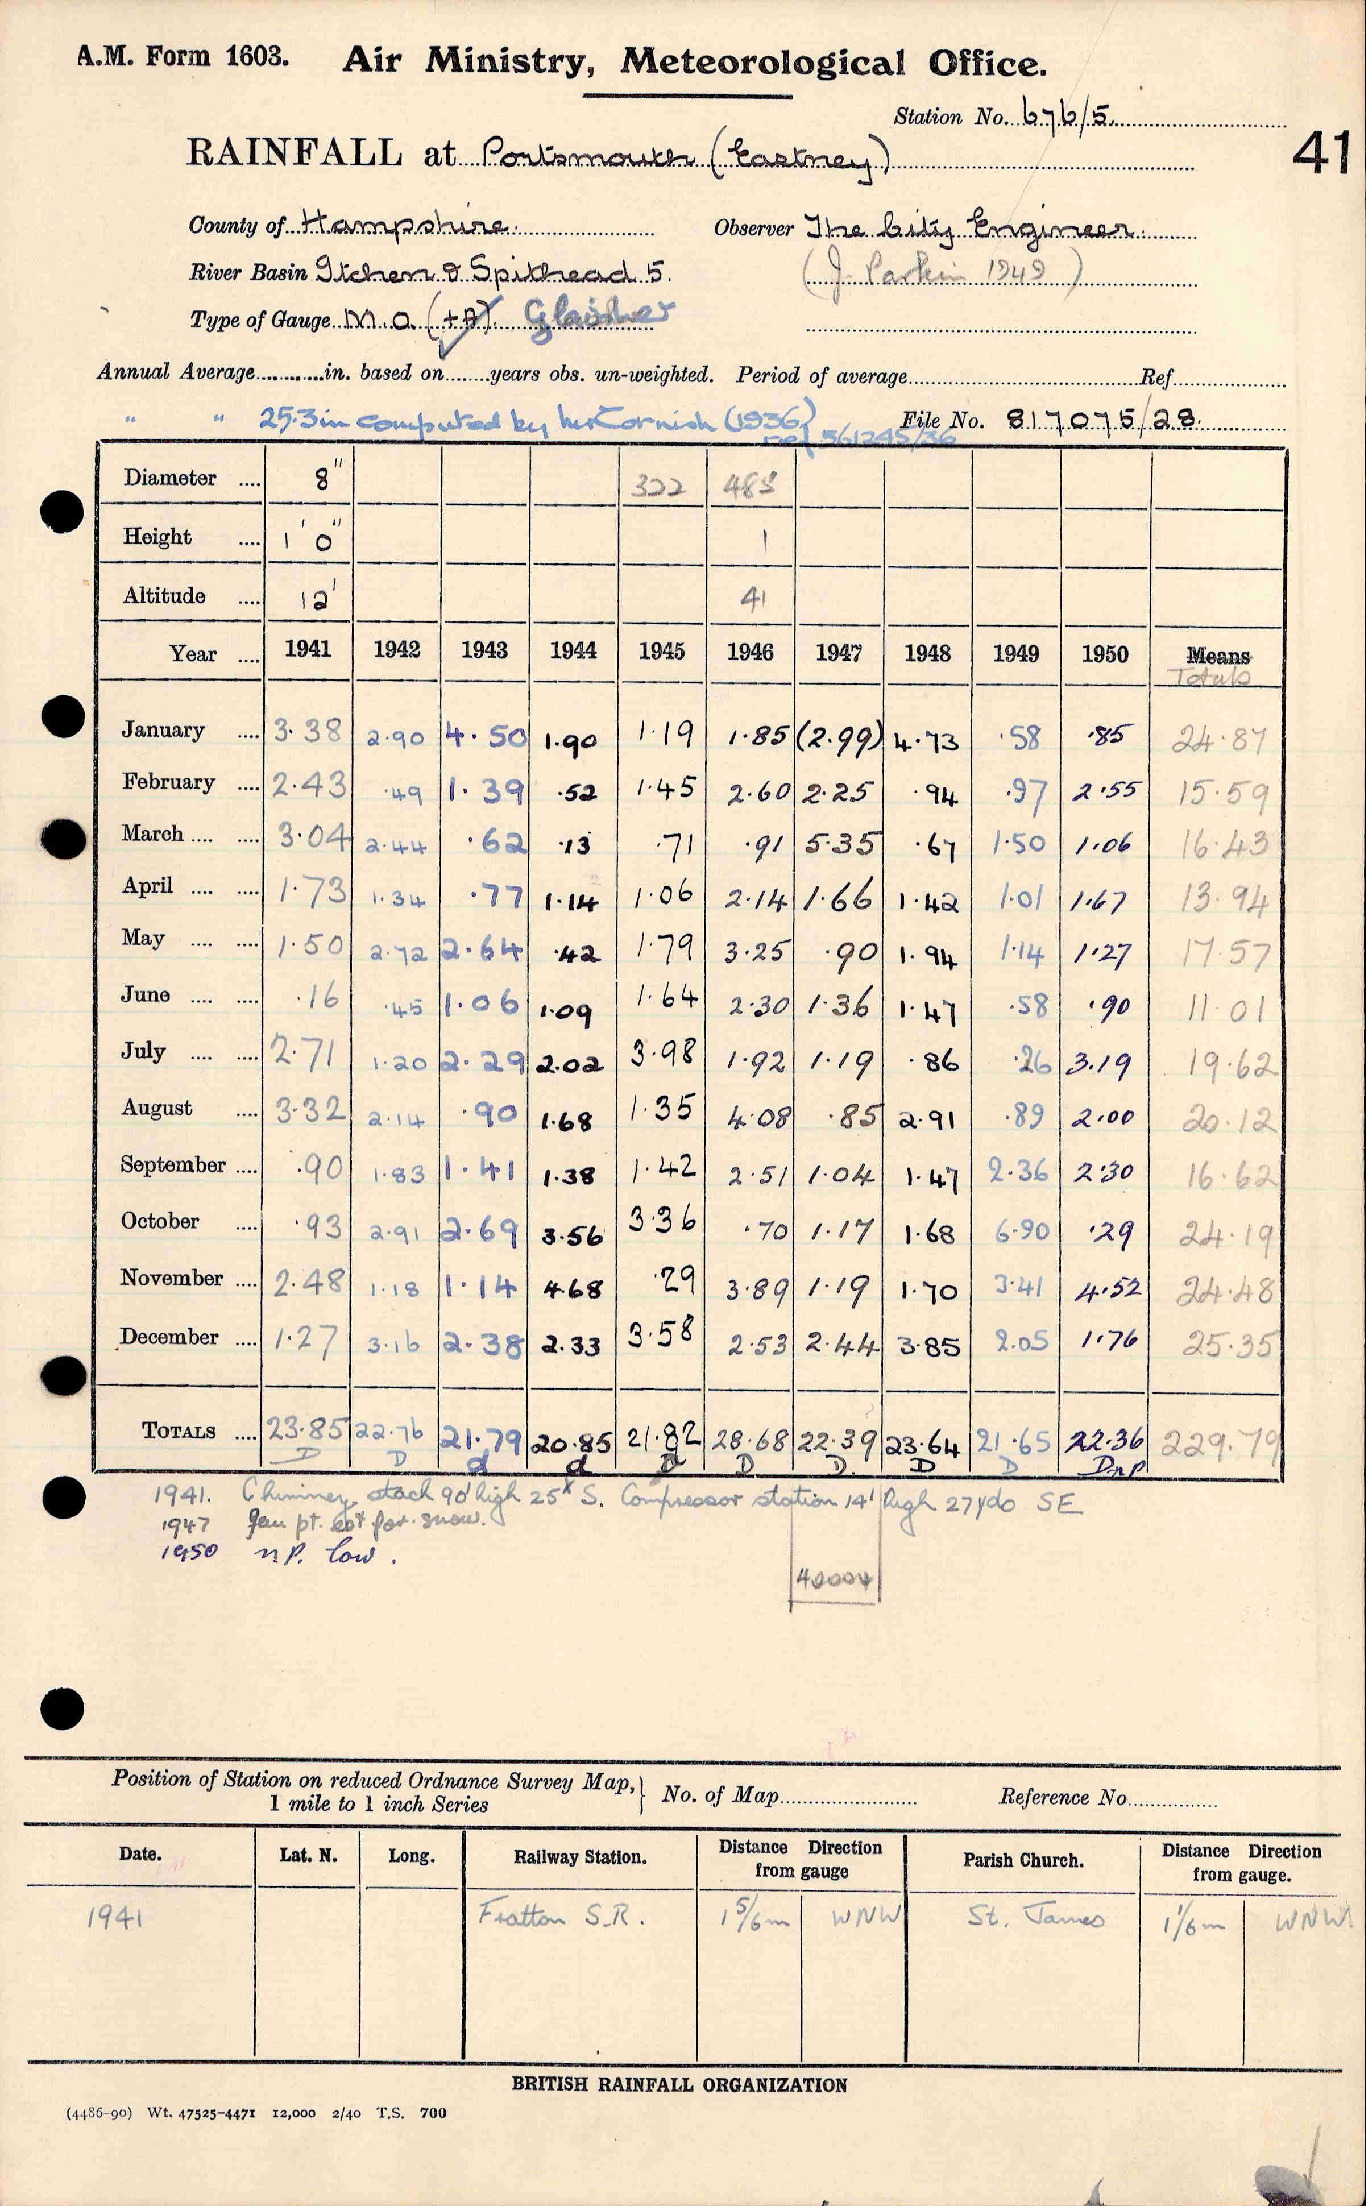 A.M. Form 1603. Air Ministry, Meteorological Office.
Station No. 676/5
41
RAINFALL at Portsmouth (Eastney)
County of Hampshire Observer The City Engineer
River Basin Itchen & Spithead 5. (J. Parkin 1949)
Type of Gauge M.O. (+A) Glaisher
Annual Average in. based on years obs. un-weighted. Period of average Ref
" " 25.3 in computed by Mr Cornish (1936) File No. 817075/28
ref 561245/36
Diameter 8" 322 485
Height 1' 0" 1
Altitude 12' 41
Year 1941 1942 1943 1944 1945 1946 1947 1948 1949 1950 Means
Totals
January 3.38 2.90 4.50 1.90 1.19 1.85 (2.99) 4.73 .58 .85 24.87
February 2.43 .49 1.39 .52 1.45 2.60 2.25 .94 .97 2.55 15.59
March 3.04 2.44 .62 .13 .71 .91 5.35 .67 1.50 1.06 16.43
April 1.73 1.34 .77 1.14 1.06 2.14 1.66 1.42 1.01 1.67 13.94
May 1.50 2.72 2.64 .42 1.79 3.25 .90 1.94 1.14 1.27 17.57
June .16 .45 1.06 1.09 1.64 2.30 1.36 1.47 .58 .90 11.01
July 2.71 1.20 2.29 2.02 3.98 1.92 1.19 .86 .26 3.19 19.62
August 3.32 2.14 .90 1.68 1.35 4.08 .85 2.91 .89 2.00 20.12
September .90 1.83 1.41 1.38 1.42 2.51 1.04 1.47 2.36 2.30 16.62
October .93 2.91 2.69 3.56 3.36 .70 1.17 1.68 6.90 .29 24.19
November 2.48 1.18 1.14 4.68 .29 3.89 1.19 1.70 3.41 4.52 24.48
December 1.27 3.16 2.38 2.33 3.58 2.53 2.44 3.85 2.05 1.76 25.35
TOTALS 23.85 22.76 21.79 20.85 21.82 28.68 22.39 23.64 21.65 22.36 229.79
D D d d D D D. D D DnP
1941. Chimney stack 90' high 25x S. Compressor station 14' high 27 yds SE
1947 Jan pt. est for snow.
1950 n P. low.
Position of Station on reduced Ordnance Survey Map, No. of Map Reference No
1 mile to 1 inch Series
Date. Lat. N. Long. Railway Station. Distance Direction from gauge Parish Church. Distance Direction from gauge.
1941 Fratton S.R. 1 5/6 m WNW St. James 1 1/6 m WNW
BRITISH RAINFALL ORGANIZATION
(4486-90) Wt. 47525-4471 12,000 2/40 T.S. 700